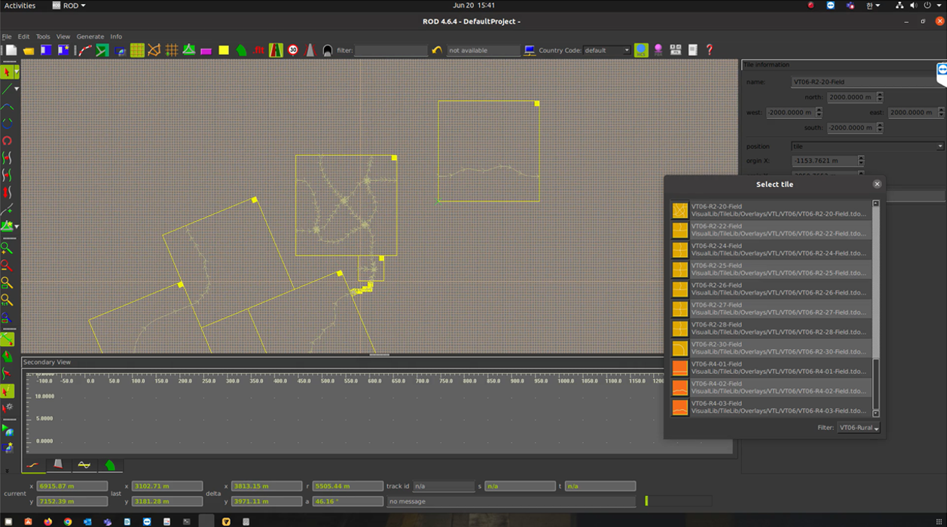 Activities ROD Jun 20 15:41
ROD 4.6.4 - DefaultProject -
File Edit Tools View Generate Info
filter: not available Country Code: default
Tile information
name: VT06-R2-20-Field
north: 2000.0000 m
west: -2000.0000 m east: 2000.0000 m
south: -2000.0000 m
position tile
orgin X: -1153.7621 m
Select tile
VT06-R2-20-Field
VisualLib/TileLib/Overlays/VTL/VT06/VT06-R2-20-Field.tdo...
VT06-R2-22-Field
VisualLib/TileLib/Overlays/VTL/VT06/VT06-R2-22-Field.tdo...
VT06-R2-24-Field
VisualLib/TileLib/Overlays/VTL/VT06/VT06-R2-24-Field.tdo...
VT06-R2-25-Field
VisualLib/TileLib/Overlays/VTL/VT06/VT06-R2-25-Field.tdo...
VT06-R2-26-Field
VisualLib/TileLib/Overlays/VTL/VT06/VT06-R2-26-Field.tdo...
VT06-R2-27-Field
VisualLib/TileLib/Overlays/VTL/VT06/VT06-R2-27-Field.tdo...
VT06-R2-28-Field
VisualLib/TileLib/Overlays/VTL/VT06/VT06-R2-28-Field.tdo...
VT06-R2-30-Field
VisualLib/TileLib/Overlays/VTL/VT06/VT06-R2-30-Field.tdo...
VT06-R4-01-Field
VisualLib/TileLib/Overlays/VTL/VT06/VT06-R4-01-Field.tdo...
VT06-R4-02-Field
VisualLib/TileLib/Overlays/VTL/VT06/VT06-R4-02-Field.tdo...
VT06-R4-03-Field
VisualLib/TileLib/Overlays/VTL/VT06/VT06-R4-03-Field.tdo...
Filter: VT06-Rural
Secondary View
-100.0 -50.0 0.0 50.0 100.0 150.0 200.0 250.0 300.0 350.0 400.0 450.0 500.0 550.0 600.0 650.0 700.0 750.0 800.0 850.0 900.0 950.0 1000.0 1050.0 1100.0 1150.0
10.0000
5.0000
0.0000
current x 6915.87 m last x 3102.71 m delta x 3813.15 m r 5505.44 m track id n/a s n/a t n/a
y 7152.39 m y 3181.28 m y 3971.11 m a 46.16 ° no message